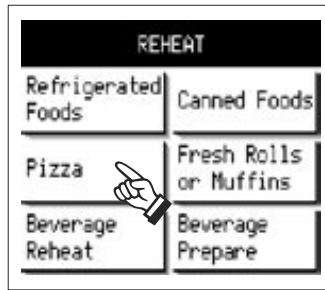 REHEAT
Refrigerated
Foods
Canned Foods
Pizza
Fresh Rolls
or Muffins
Beverage
Reheat
Beverage
Prepare